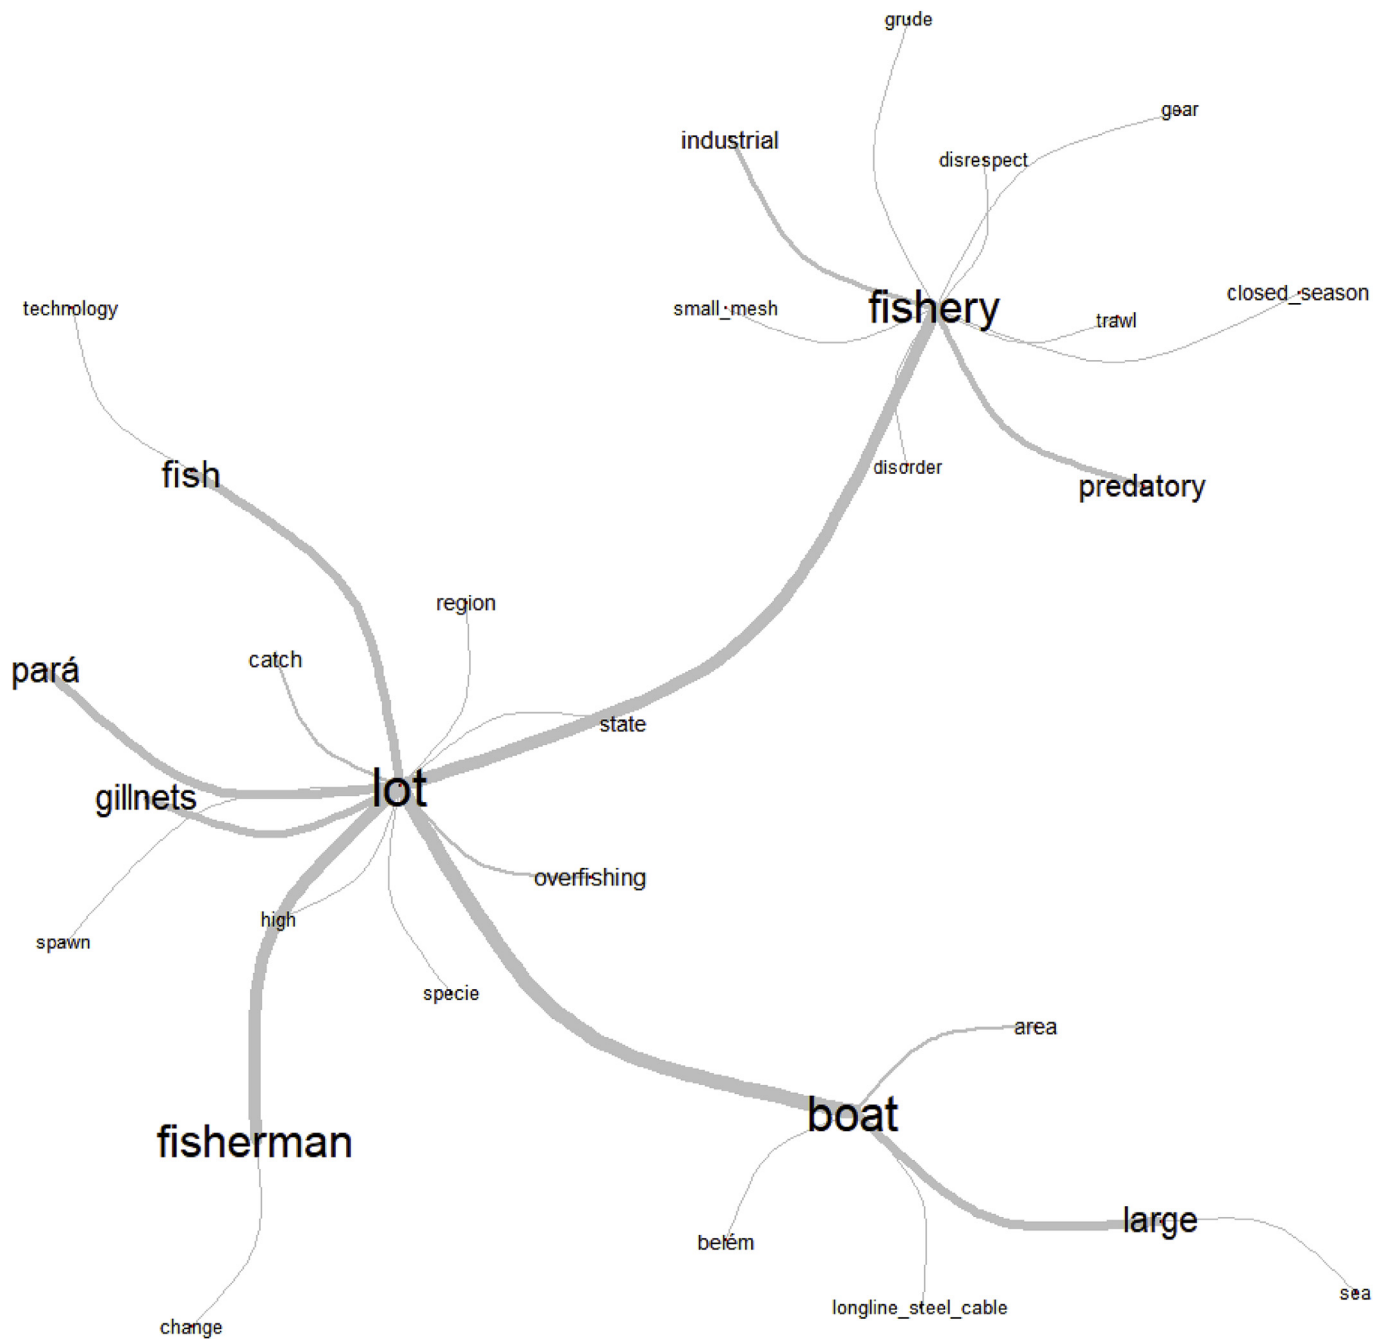 grude
gear
industrial
disrespect
closed_season
fishery
small_mesh
trawl
technology
disorder
fish
predatory
region
catch
pará
state
lot
gillnets
overfishing
high
spawn
specie
area
boat
fisherman
large
belém
sea
longline_steel_cable
change